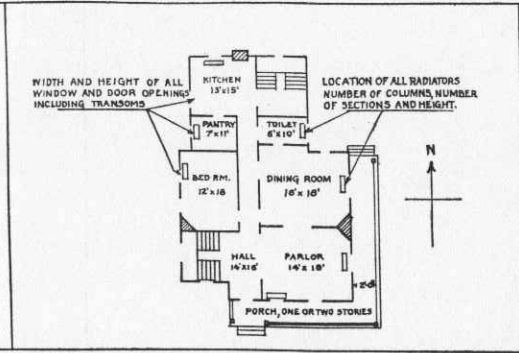 WIDTH AND HEIGHT OF ALL
WINDOW AND DOOR OPENINGS
INCLUDING TRANSOMS
LOCATION OF ALL RADIATORS
NUMBER OF COLUMNS, NUMBER
OF SECTIONS AND HEIGHT.
KITCHEN
13'x15'
PANTRY
7'x11'
TOILET
6'x10'
BED RM.
12'x18
DINING ROOM
16'x18'
N
HALL
14'x18'
PARLOR
14'x18'
PORCH, ONE OR TWO STORIES